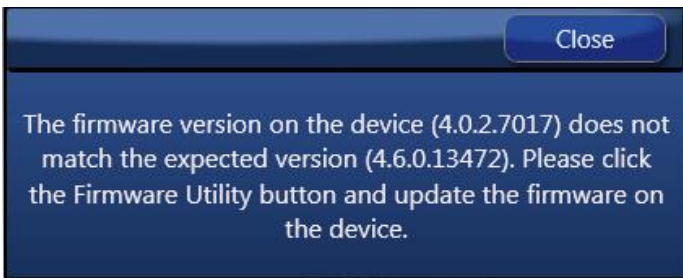 Close
The firmware version on the device (4.0.2.7017) does not
match the expected version (4.6.0.13472). Please click
the Firmware Utility button and update the firmware on
the device.